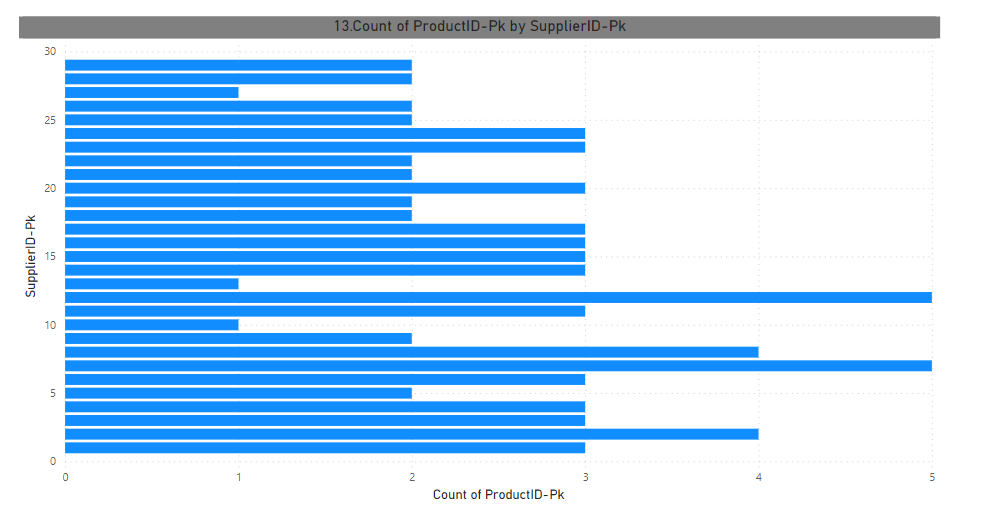 13.Count of ProductID-Pk by SupplierID-Pk
30
25
20
15
10
5
0
SupplierID-Pk
0 1 2 3 4 5
Count of ProductID-Pk